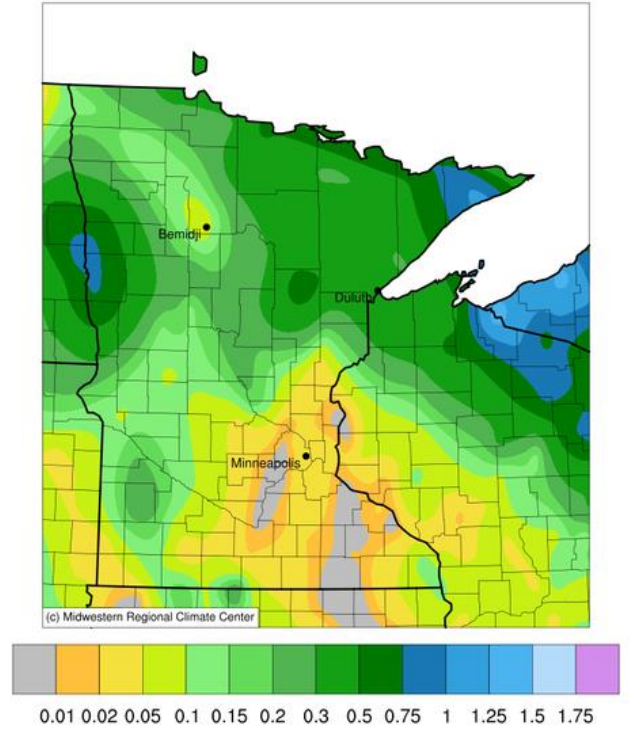 Bemidji
Duluth
Minneapolis
(c) Midwestern Regional Climate Center
0.01 0.02 0.05 0.1 0.15 0.2 0.3 0.5 0.75 1 1.25 1.5 1.75